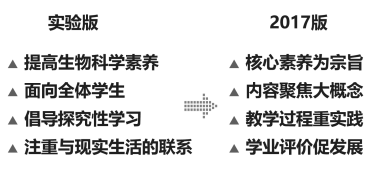 实验版
▲ 提高生物科学素养
▲ 面向全体学生
▲ 倡导探究性学习
▲ 注重与现实生活的联系
2017版
▲ 核心素养为宗旨
▲ 内容聚焦大概念
▲ 教学过程重实践
▲ 学业评价促发展